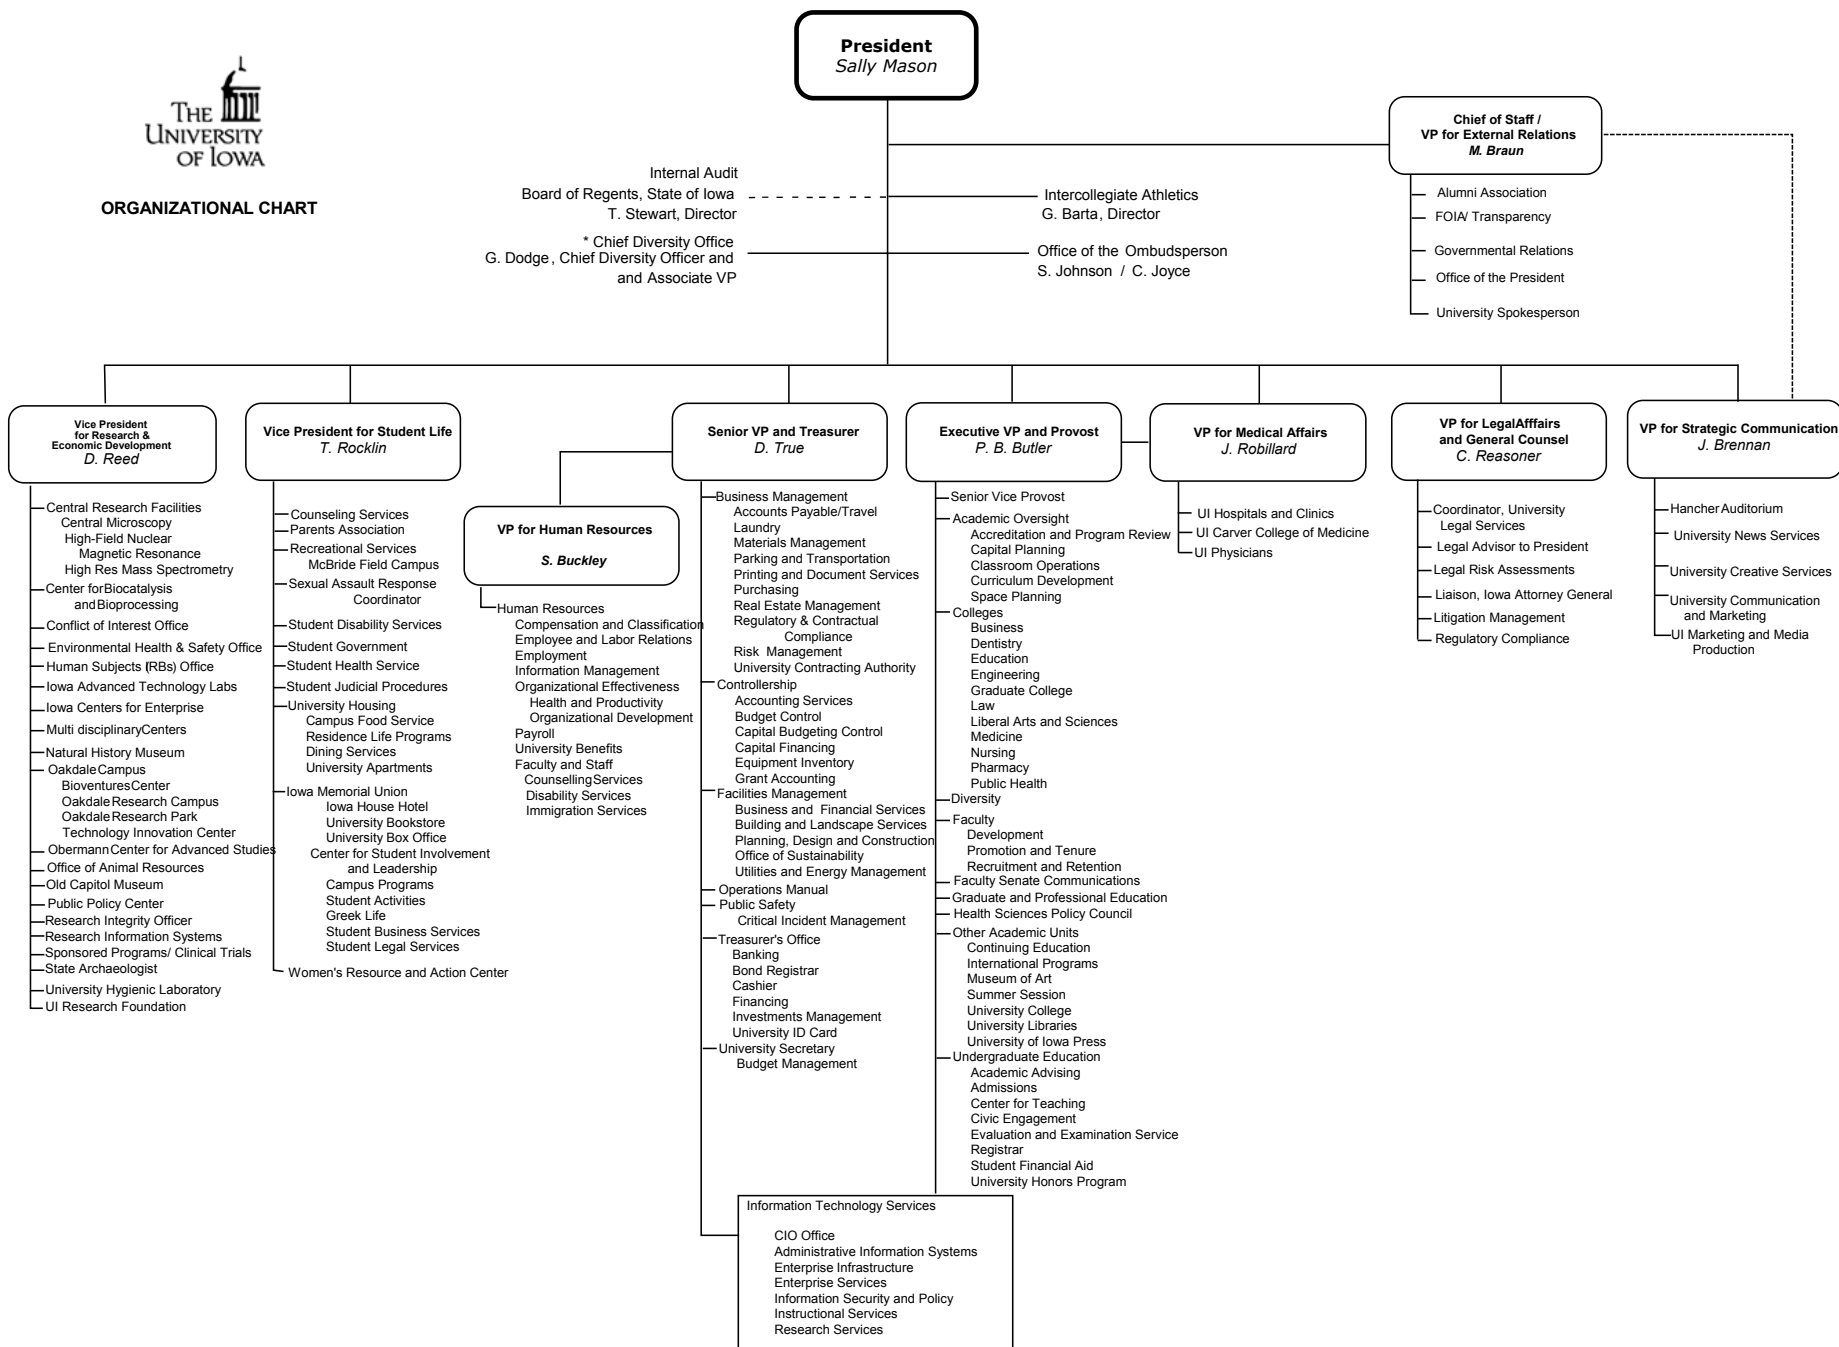 President
Sally Mason
THE
UNIVERSITY
OF IOWA
ORGANIZATIONAL CHART
Chief of Staff /
VP for External Relations
M. Braun
Alumni Association
FOIA/ Transparency
Governmental Relations
Office of the President
University Spokesperson
Internal Audit
Board of Regents, State of Iowa
T. Stewart, Director
Intercollegiate Athletics
G. Barta, Director
* Chief Diversity Office
G. Dodge, Chief Diversity Officer and
and Associate VP
Office of the Ombudsperson
S. Johnson / C. Joyce
Vice President
for Research &
Economic Development
D. Reed
Central Research Facilities
Central Microscopy
High-Field Nuclear
Magnetic Resonance
High Res Mass Spectrometry
Center for Biocatalysis
and Bioprocessing
Conflict of Interest Office
Environmental Health & Safety Office
Human Subjects (RBs) Office
Iowa Advanced Technology Labs
Iowa Centers for Enterprise
Multi disciplinary Centers
Natural History Museum
Oakdale Campus
Bioventures Center
Oakdale Research Campus
Oakdale Research Park
Technology Innovation Center
Obermann Center for Advanced Studies
Office of Animal Resources
Old Capitol Museum
Public Policy Center
Research Integrity Officer
Research Information Systems
Sponsored Programs/ Clinical Trials
State Archaeologist
University Hygienic Laboratory
UI Research Foundation
Vice President for Student Life
T. Rocklin
Counseling Services
Parents Association
Recreational Services
McBride Field Campus
Sexual Assault Response
Coordinator
Student Disability Services
Student Government
Student Health Service
Student Judicial Procedures
University Housing
Campus Food Service
Residence Life Programs
Dining Services
University Apartments
Iowa Memorial Union
Iowa House Hotel
University Bookstore
University Box Office
Center for Student Involvement
and Leadership
Campus Programs
Student Activities
Greek Life
Student Business Services
Student Legal Services
Women's Resource and Action Center
VP for Human Resources
S. Buckley
Human Resources
Compensation and Classification
Employee and Labor Relations
Employment
Information Management
Organizational Effectiveness
Health and Productivity
Organizational Development
Payroll
University Benefits
Faculty and Staff
Counselling Services
Disability Services
Immigration Services
Senior VP and Treasurer
D. True
Business Management
Accounts Payable/Travel
Laundry
Materials Management
Parking and Transportation
Printing and Document Services
Purchasing
Real Estate Management
Regulatory & Contractual
Compliance
Risk Management
University Contracting Authority
Controllership
Accounting Services
Budget Control
Capital Budgeting Control
Capital Financing
Equipment Inventory
Grant Accounting
Facilities Management
Business and Financial Services
Building and Landscape Services
Planning, Design and Construction
Office of Sustainability
Utilities and Energy Management
Operations Manual
Public Safety
Critical Incident Management
Treasurer's Office
Banking
Bond Registrar
Cashier
Financing
Investments Management
University ID Card
University Secretary
Budget Management
Executive VP and Provost
P. B. Butler
Senior Vice Provost
Academic Oversight
Accreditation and Program Review
Capital Planning
Classroom Operations
Curriculum Development
Space Planning
Colleges
Business
Dentistry
Education
Engineering
Graduate College
Law
Liberal Arts and Sciences
Medicine
Nursing
Pharmacy
Public Health
Diversity
Faculty
Development
Promotion and Tenure
Recruitment and Retention
Faculty Senate Communications
Graduate and Professional Education
Health Sciences Policy Council
Other Academic Units
Continuing Education
International Programs
Museum of Art
Summer Session
University College
University Libraries
University of Iowa Press
Undergraduate Education
Academic Advising
Admissions
Center for Teaching
Civic Engagement
Evaluation and Examination Service
Registrar
Student Financial Aid
University Honors Program
Information Technology Services
CIO Office
Administrative Information Systems
Enterprise Infrastructure
Enterprise Services
Information Security and Policy
Instructional Services
Research Services
VP for Medical Affairs
J. Robillard
UI Hospitals and Clinics
UI Carver College of Medicine
UI Physicians
VP for LegalAfffairs
and General Counsel
C. Reasoner
Coordinator, University
Legal Services
Legal Advisor to President
Legal Risk Assessments
Liaison, Iowa Attorney General
Litigation Management
Regulatory Compliance
VP for Strategic Communication
J. Brennan
Hancher Auditorium
University News Services
University Creative Services
University Communication
and Marketing
UI Marketing and Media
Production